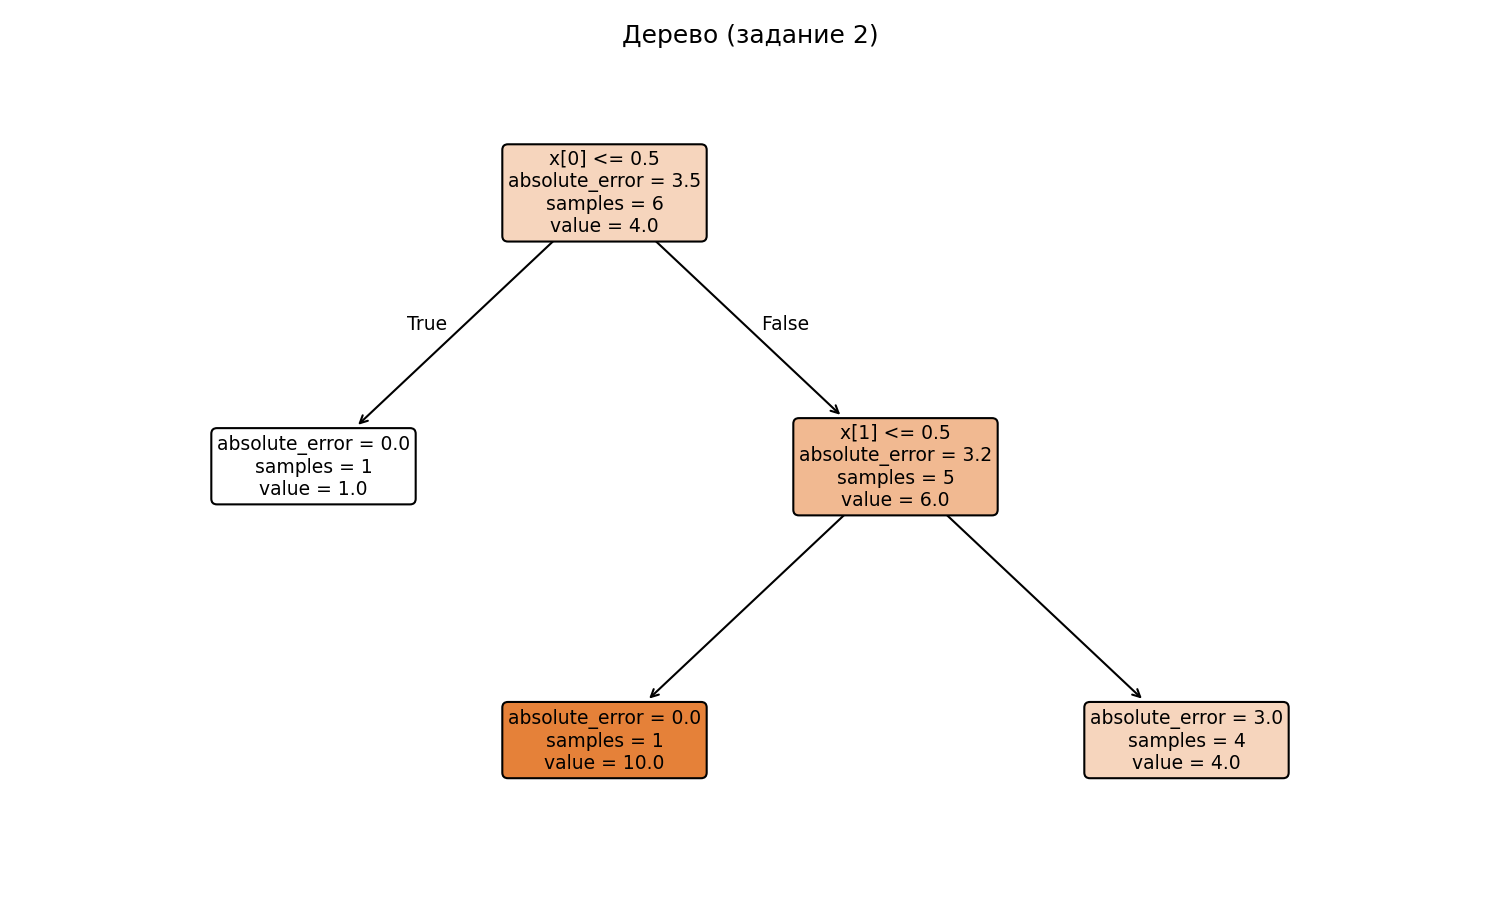 Дерево (задание 2)
x[0] <= 0.5
absolute_error = 3.5
samples = 6
value = 4.0
True
False
absolute_error = 0.0
samples = 1
value = 1.0
x[1] <= 0.5
absolute_error = 3.2
samples = 5
value = 6.0
absolute_error = 0.0
samples = 1
value = 10.0
absolute_error = 3.0
samples = 4
value = 4.0